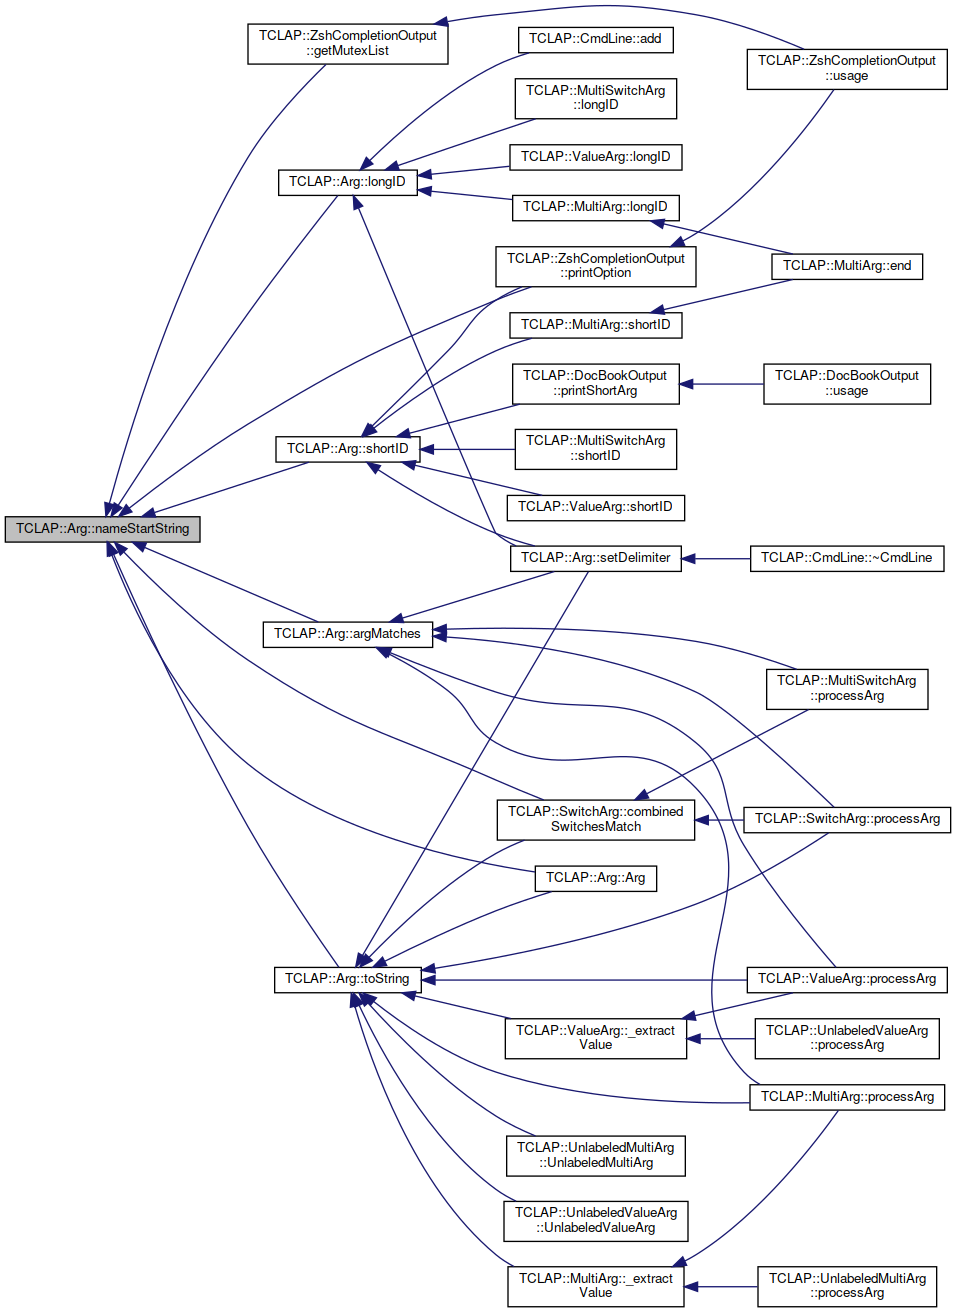 TCLAP::ZshCompletionOutput
::getMutexList
TCLAP::CmdLine::add
TCLAP::ZshCompletionOutput
::usage
TCLAP::MultiSwitchArg
::longID
TCLAP::ValueArg::longID
TCLAP::Arg::longID
TCLAP::MultiArg::longID
TCLAP::ZshCompletionOutput
::printOption
TCLAP::MultiArg::end
TCLAP::MultiArg::shortID
TCLAP::DocBookOutput
::printShortArg
TCLAP::DocBookOutput
::usage
TCLAP::Arg::shortID
TCLAP::MultiSwitchArg
::shortID
TCLAP::ValueArg::shortID
TCLAP::Arg::nameStartString
TCLAP::Arg::setDelimiter
TCLAP::CmdLine::~CmdLine
TCLAP::Arg::argMatches
TCLAP::MultiSwitchArg
::processArg
TCLAP::SwitchArg::combined
SwitchesMatch
TCLAP::SwitchArg::processArg
TCLAP::Arg::Arg
TCLAP::Arg::toString
TCLAP::ValueArg::processArg
TCLAP::ValueArg::_extract
Value
TCLAP::UnlabeledValueArg
::processArg
TCLAP::MultiArg::processArg
TCLAP::UnlabeledMultiArg
::UnlabeledMultiArg
TCLAP::UnlabeledValueArg
::UnlabeledValueArg
TCLAP::MultiArg::_extract
Value
TCLAP::UnlabeledMultiArg
::processArg